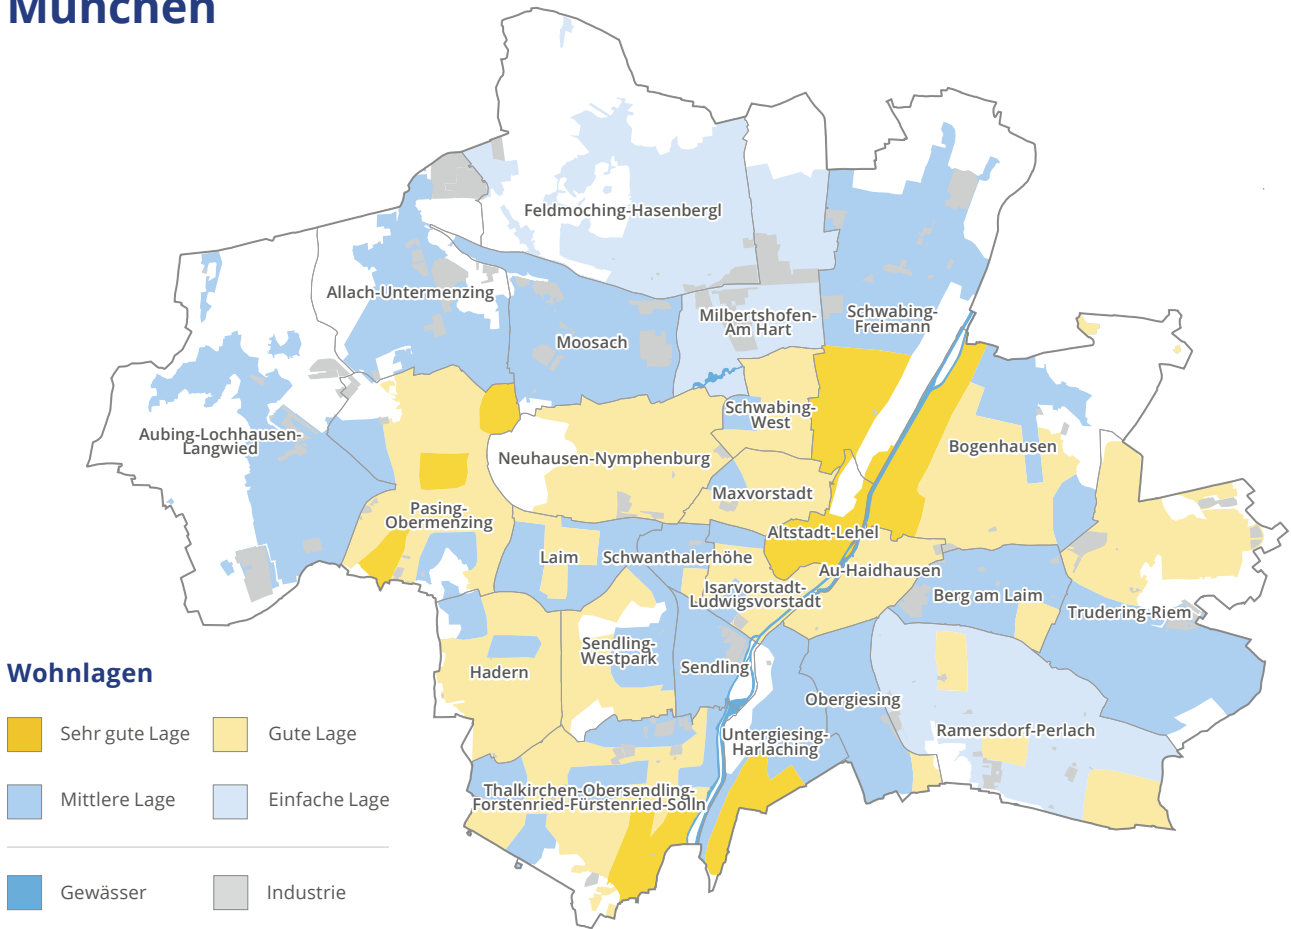 München
Feldmoching-Hasenbergl
Allach-Untermenzing
Milbertshofen-
Am Hart
Schwabing-
Freimann
Moosach
Schwabing-
West
Aubing-Lochhausen-
Langwied
Neuhausen-Nymphenburg
Bogenhausen
Maxvorstadt
Pasing-
Obermenzing
Altstadt-Lehel
Laim
Schwanthalerhöhe
Au-Haidhausen
Isarvorstadt-
Ludwigsvorstadt
Berg am Laim
Trudering-Riem
Sendling-
Westpark
Hadern
Sendling
Obergiesing
Untergiesing-
Harlaching
Ramersdorf-Perlach
Thalkirchen-Obersendling-
Forstenried-Fürstenried-Solln
Wohnlagen
Sehr gute Lage
Gute Lage
Mittlere Lage
Einfache Lage
Gewässer
Industrie